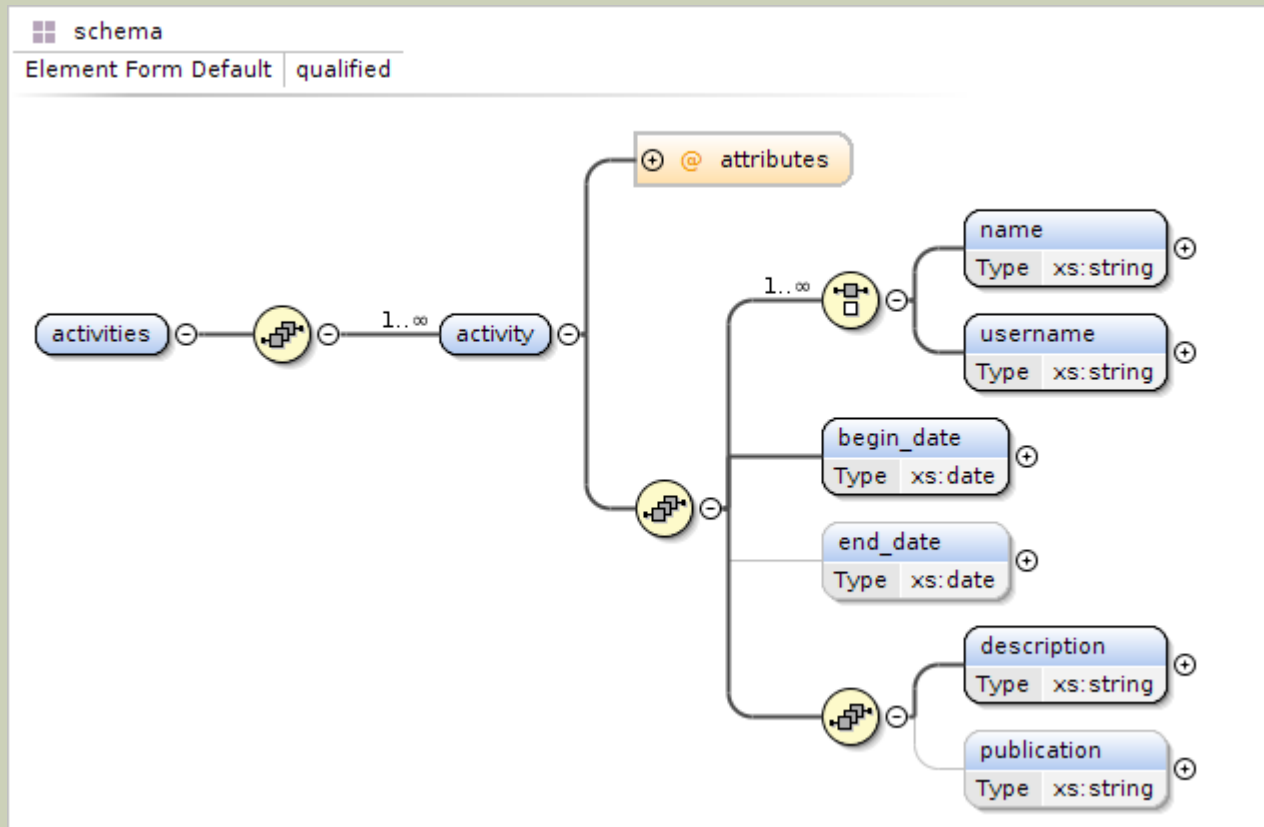 schema
Element Form Default qualified
@ attributes
name
Type xs:string
1..∞
username
Type xs:string
activities
1..∞
activity
begin_date
Type xs:date
end_date
Type xs:date
description
Type xs:string
publication
Type xs:string